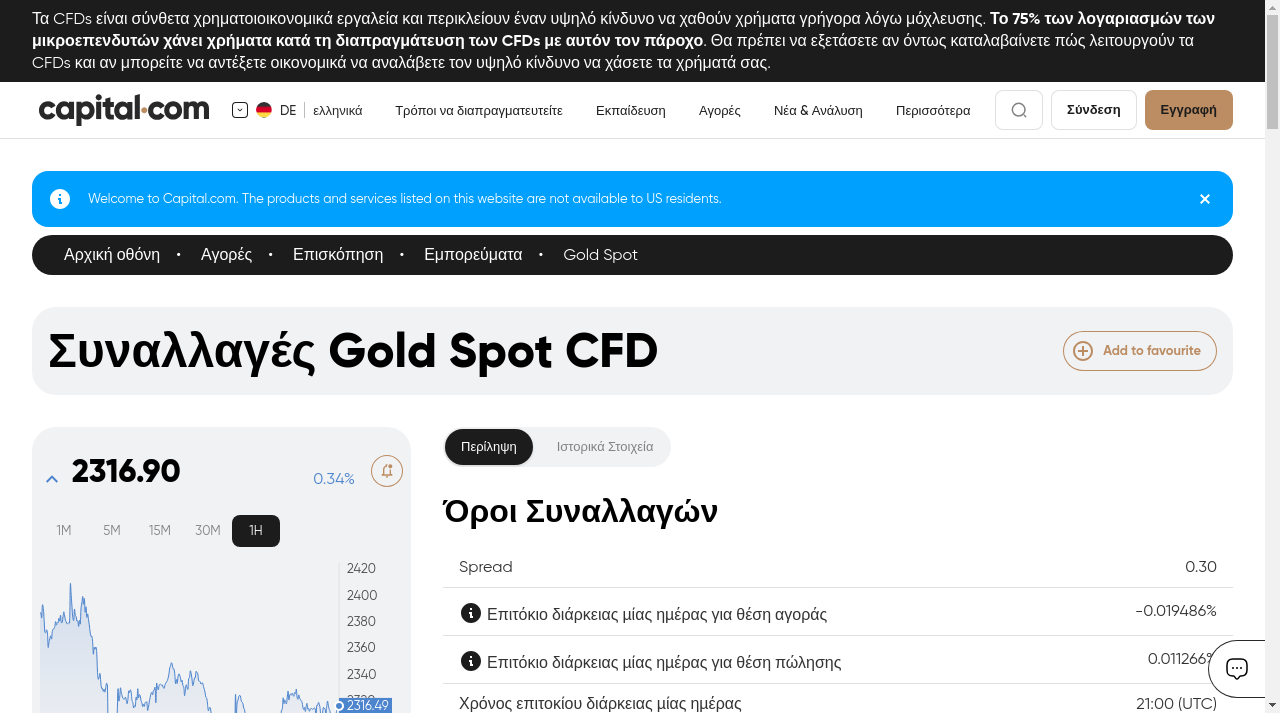 Τα CFDs είναι σύνθετα χρηματοιοικονομικά εργαλεία και περικλείουν έναν υψηλό κίνδυνο να χαθούν χρήματα γρήγορα λόγω μόχλευσης. Το 75% των λογαριασμών των
μικροεπενδυτών χάνει χρήματα κατά τη διαπραγμάτευση των CFDs με αυτόν τον πάροχο. Θα πρέπει να εξετάσετε αν όντως καταλαβαίνετε πώς λειτουργούν τα
CFDs και αν μπορείτε να αντέξετε οικονομικά να αναλάβετε τον υψηλό κίνδυνο να χάσετε τα χρήματά σας.
capital.com DE ελληνικά Τρόποι να διαπραγματευτείτε Εκπαίδευση Αγορές Νέα & Ανάλυση Περισσότερα Σύνδεση Εγγραφή
Welcome to Capital.com. The products and services listed on this website are not available to US residents.
Αρχική οθόνη • Αγορές • Επισκόπηση • Εμπορεύματα • Gold Spot
Συναλλαγές Gold Spot CFD
Add to favourite
2316.90 0.34%
1M 5M 15M 30M 1H
2420
2400
2380
2360
2340
2316.49
Περίληψη Ιστορικά Στοιχεία
Όροι Συναλλαγών
Spread 0.30
Επιτόκιο διάρκειας μίας ημέρας για θέση αγοράς -0.019486%
Επιτόκιο διάρκειας μίας ημέρας για θέση πώλησης 0.011266%
Χρόνος επιτοκίου διάρκειας μίας ημέρας 21:00 (UTC)